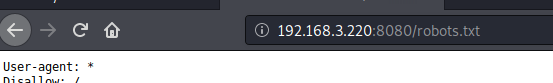 192.168.3.220:8080/robots.txt
User-agent: *
Disallow: /